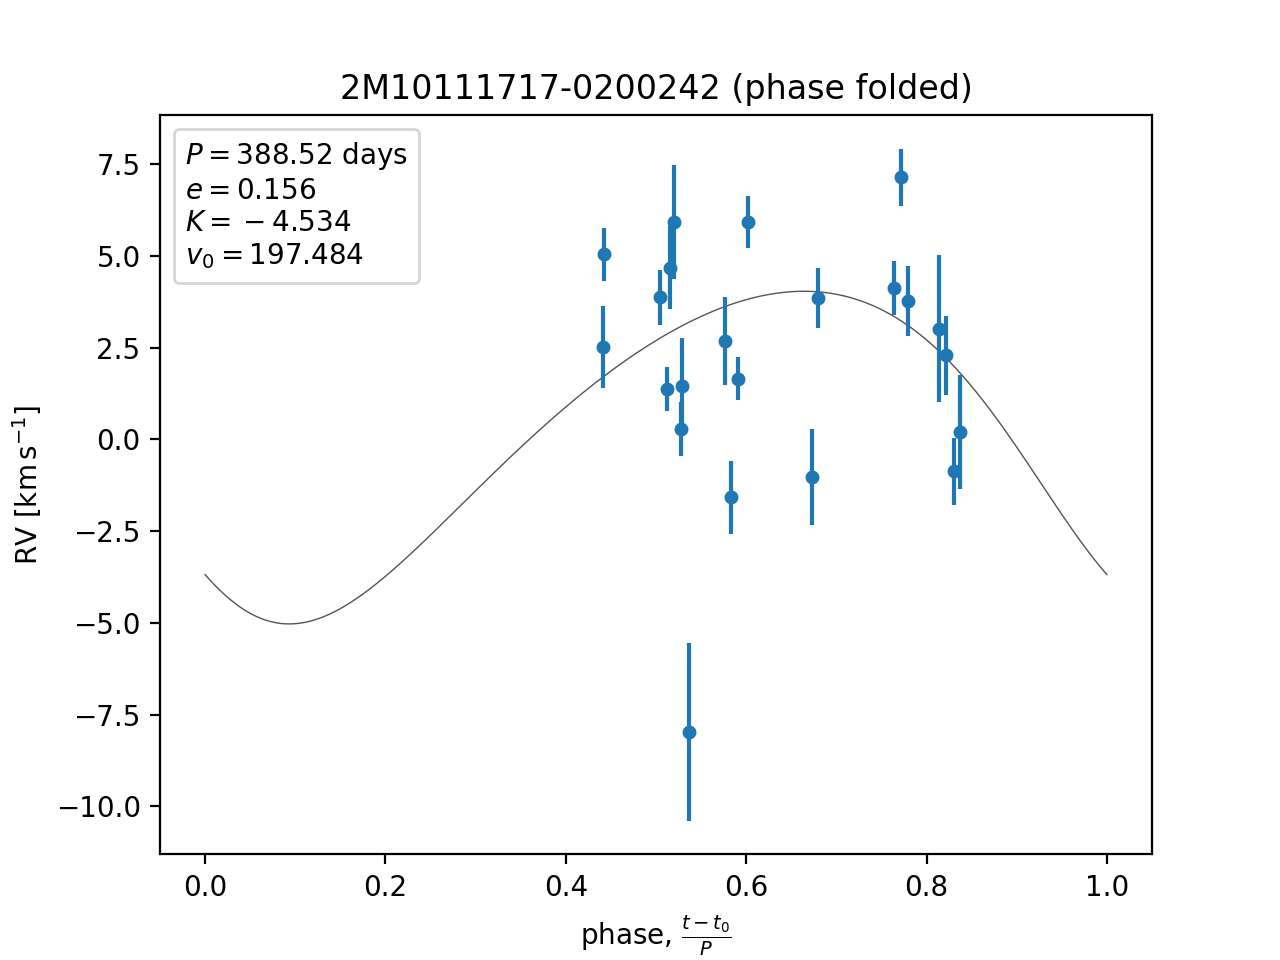 2M10111717-0200242 (phase folded)
P = 388.52 days
e = 0.156
K = −4.534
v₀ = 197.484
7.5
5.0
2.5
0.0
−2.5
−5.0
−7.5
−10.0
RV [km s⁻¹]
0.0 0.2 0.4 0.6 0.8 1.0
phase, (t − t₀)/P